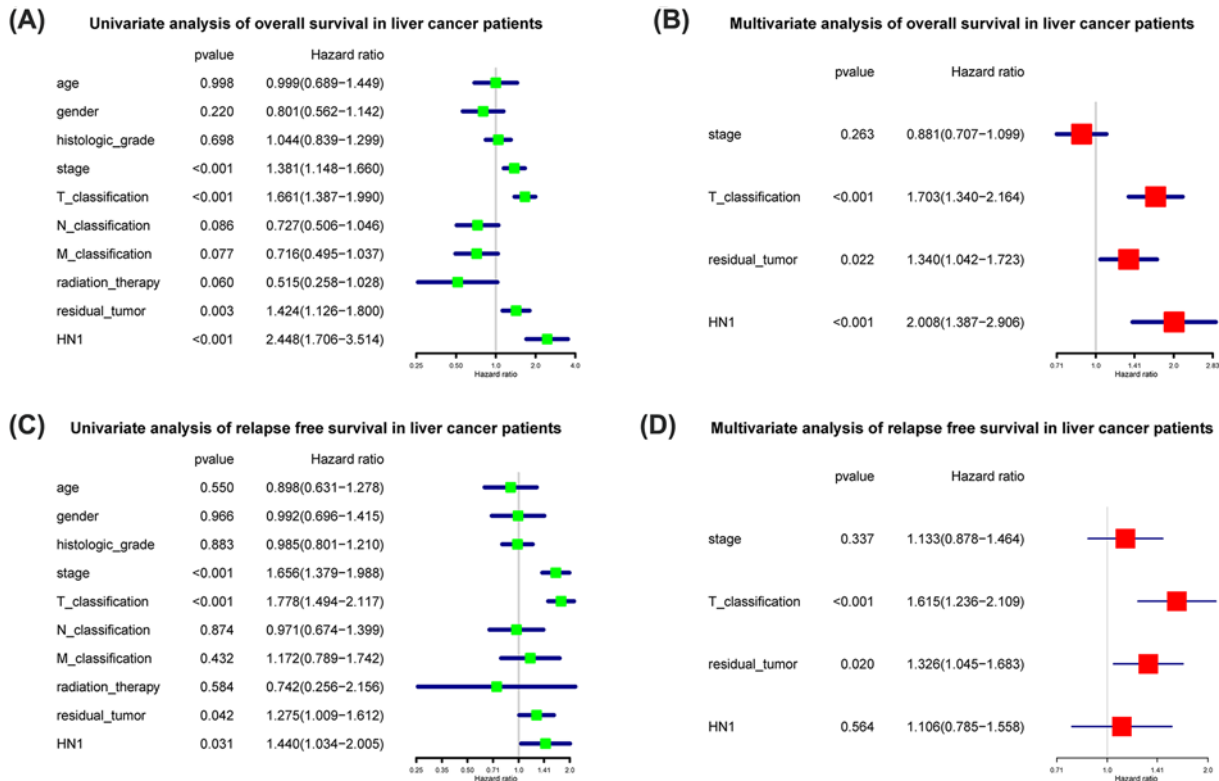 (A) Univariate analysis of overall survival in liver cancer patients
pvalue Hazard ratio
age 0.998 0.999(0.689−1.449)
gender 0.220 0.801(0.562−1.142)
histologic_grade 0.698 1.044(0.839−1.299)
stage <0.001 1.381(1.148−1.660)
T_classification <0.001 1.661(1.387−1.990)
N_classification 0.086 0.727(0.506−1.046)
M_classification 0.077 0.716(0.495−1.037)
radiation_therapy 0.060 0.515(0.258−1.028)
residual_tumor 0.003 1.424(1.126−1.800)
HN1 <0.001 2.448(1.706−3.514)
0.25 0.50 1.0 2.0 4.0
Hazard ratio
(B) Multivariate analysis of overall survival in liver cancer patients
pvalue Hazard ratio
stage 0.263 0.881(0.707−1.099)
T_classification <0.001 1.703(1.340−2.164)
residual_tumor 0.022 1.340(1.042−1.723)
HN1 <0.001 2.008(1.387−2.906)
0.71 1.0 1.41 2.0 2.83
Hazard ratio
(C) Univariate analysis of relapse free survival in liver cancer patients
pvalue Hazard ratio
age 0.550 0.898(0.631−1.278)
gender 0.966 0.992(0.696−1.415)
histologic_grade 0.883 0.985(0.801−1.210)
stage <0.001 1.656(1.379−1.988)
T_classification <0.001 1.778(1.494−2.117)
N_classification 0.874 0.971(0.674−1.399)
M_classification 0.432 1.172(0.789−1.742)
radiation_therapy 0.584 0.742(0.256−2.156)
residual_tumor 0.042 1.275(1.009−1.612)
HN1 0.031 1.440(1.034−2.005)
0.25 0.35 0.50 0.71 1.0 1.41 2.0
Hazard ratio
(D) Multivariate analysis of relapse free survival in liver cancer patients
pvalue Hazard ratio
stage 0.337 1.133(0.878−1.464)
T_classification <0.001 1.615(1.236−2.109)
residual_tumor 0.020 1.326(1.045−1.683)
HN1 0.564 1.106(0.785−1.558)
0.71 1.0 1.41 2.0
Hazard ratio